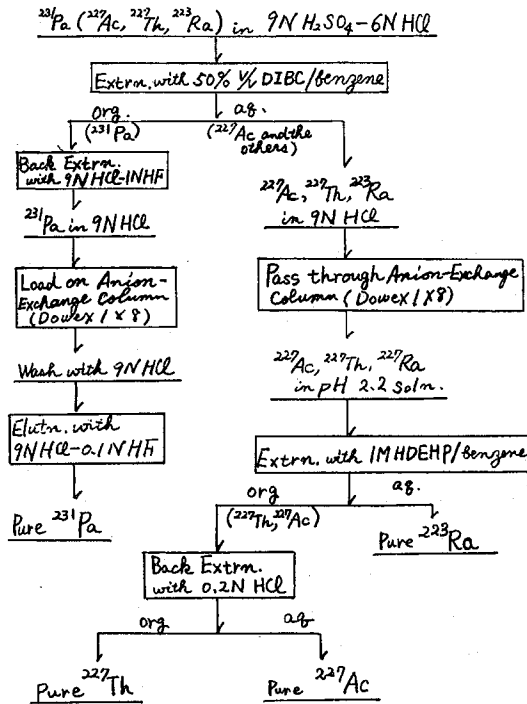 ²³¹Pa (²²⁷Ac, ²²⁷Th, ²²³Ra) in 9N H₂SO₄-6N HCl
Extrn. with 50% V/V DIBC/benzene
org. aq.
(²³¹Pa) (²²⁷Ac and the
others)
Back Extrn.
with 9N HCl-1N HF
²³¹Pa in 9N HCl
Load on Anion-
Exchange Column
(Dowex 1 X 8)
Wash with 9N HCl
Elutn. with
9N HCl-0.1N HF
Pure ²³¹Pa
²²⁷Ac, ²²⁷Th, ²²³Ra
in 9N HCl
Pass through Anion-Exchange
Column (Dowex 1 X 8)
²²⁷Ac, ²²⁷Th, ²²⁷Ra
in pH 2.2 soln.
Extrn. with 1M HDEHP/benzene
org aq.
(²²⁷Th, ²²⁷Ac)
Pure ²²³Ra
Back Extrn.
with 0.2N HCl
org aq
Pure ²²⁷Th Pure ²²⁷Ac